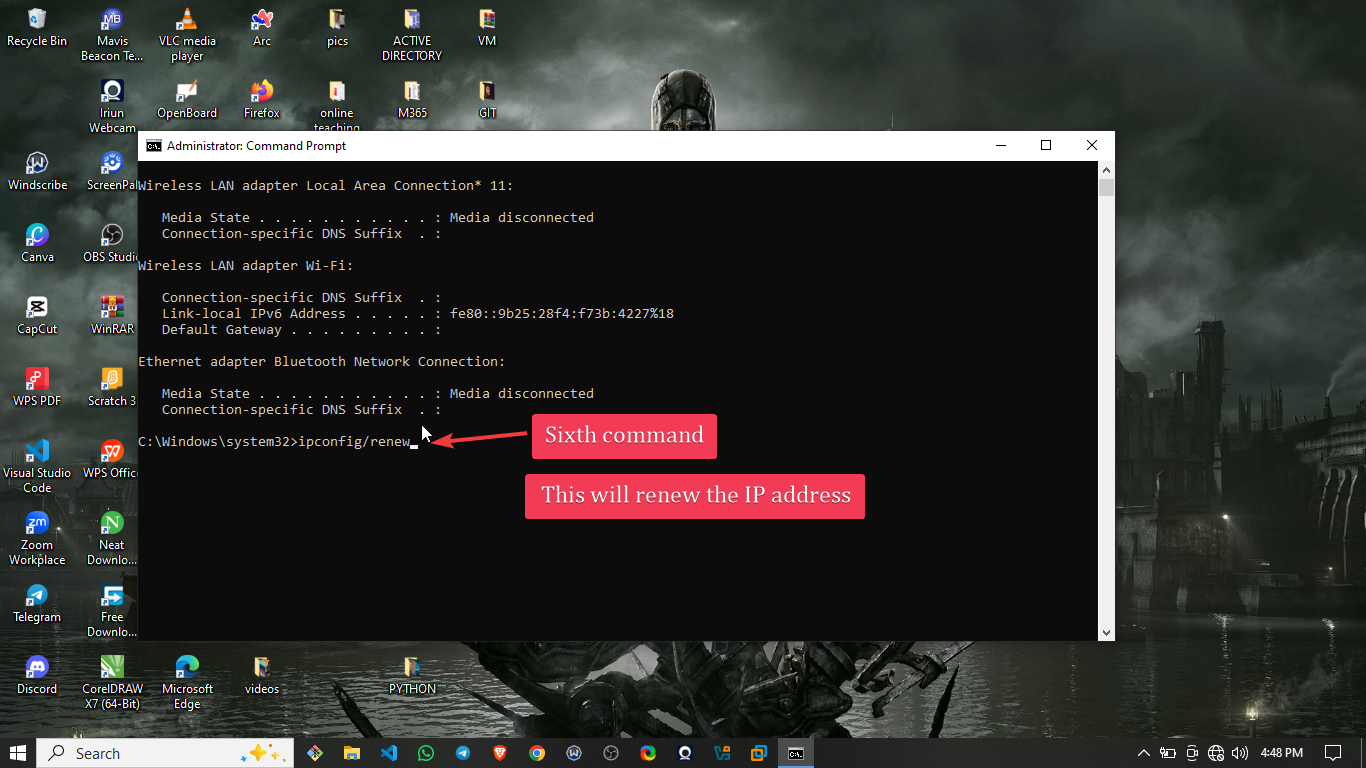 Recycle Bin
Mavis
Beacon Te...
VLC media
player
Arc
pics
ACTIVE
DIRECTORY
VM
Iriun
Webcam
OpenBoard
Firefox
online
teaching
M365
GIT
Administrator: Command Prompt
Windscribe
ScreenPal
Wireless LAN adapter Local Area Connection* 11:
Media State . . . . . . . . . . . : Media disconnected
Connection-specific DNS Suffix  . :
Canva
OBS Studio
Wireless LAN adapter Wi-Fi:
Connection-specific DNS Suffix  . :
Link-local IPv6 Address . . . . . : fe80::9b25:28f4:f73b:4227%18
Default Gateway . . . . . . . . . :
CapCut
WinRAR
Ethernet adapter Bluetooth Network Connection:
Media State . . . . . . . . . . . : Media disconnected
Connection-specific DNS Suffix  . :
WPS PDF
Scratch 3
C:\Windows\system32>ipconfig/renew
Sixth command
This will renew the IP address
Visual Studio
Code
WPS Offic
Zoom
Workplace
Neat
Downlo...
Telegram
Free
Downlo...
Discord
CorelDRAW
X7 (64-Bit)
Microsoft
Edge
videos
PYTHON
Search
4:48 PM